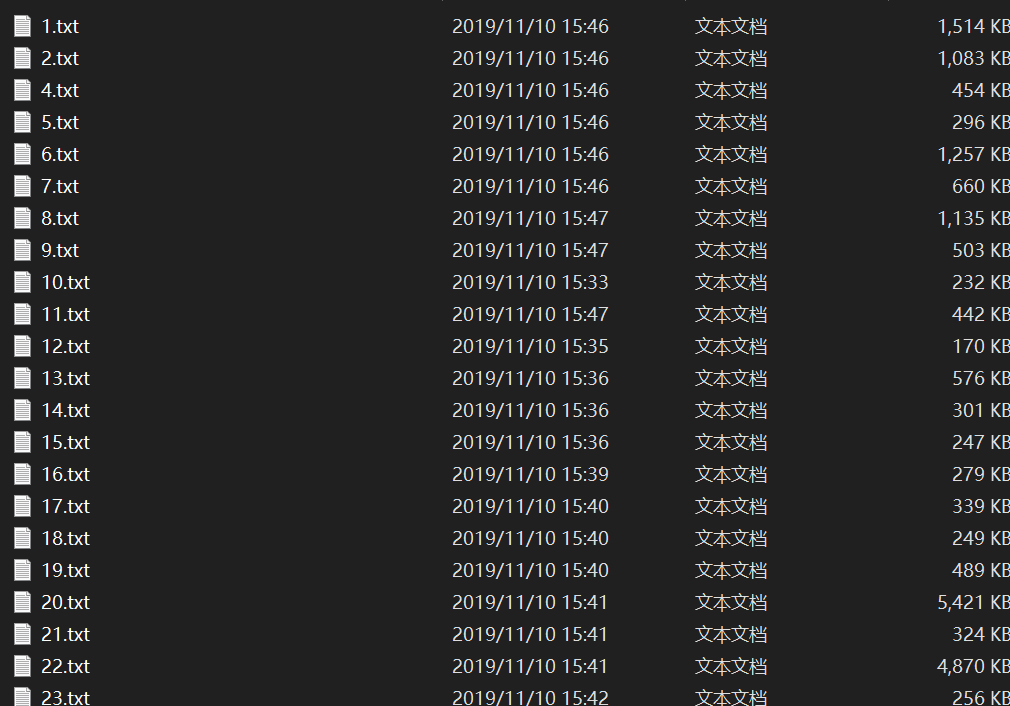 1.txt 2019/11/10 15:46 文本文档 1,514 KB
2.txt 2019/11/10 15:46 文本文档 1,083 KB
4.txt 2019/11/10 15:46 文本文档 454 KB
5.txt 2019/11/10 15:46 文本文档 296 KB
6.txt 2019/11/10 15:46 文本文档 1,257 KB
7.txt 2019/11/10 15:46 文本文档 660 KB
8.txt 2019/11/10 15:47 文本文档 1,135 KB
9.txt 2019/11/10 15:47 文本文档 503 KB
10.txt 2019/11/10 15:33 文本文档 232 KB
11.txt 2019/11/10 15:47 文本文档 442 KB
12.txt 2019/11/10 15:35 文本文档 170 KB
13.txt 2019/11/10 15:36 文本文档 576 KB
14.txt 2019/11/10 15:36 文本文档 301 KB
15.txt 2019/11/10 15:36 文本文档 247 KB
16.txt 2019/11/10 15:39 文本文档 279 KB
17.txt 2019/11/10 15:40 文本文档 339 KB
18.txt 2019/11/10 15:40 文本文档 249 KB
19.txt 2019/11/10 15:40 文本文档 489 KB
20.txt 2019/11/10 15:41 文本文档 5,421 KB
21.txt 2019/11/10 15:41 文本文档 324 KB
22.txt 2019/11/10 15:41 文本文档 4,870 KB
23.txt 2019/11/10 15:42 文本文档 256 KB